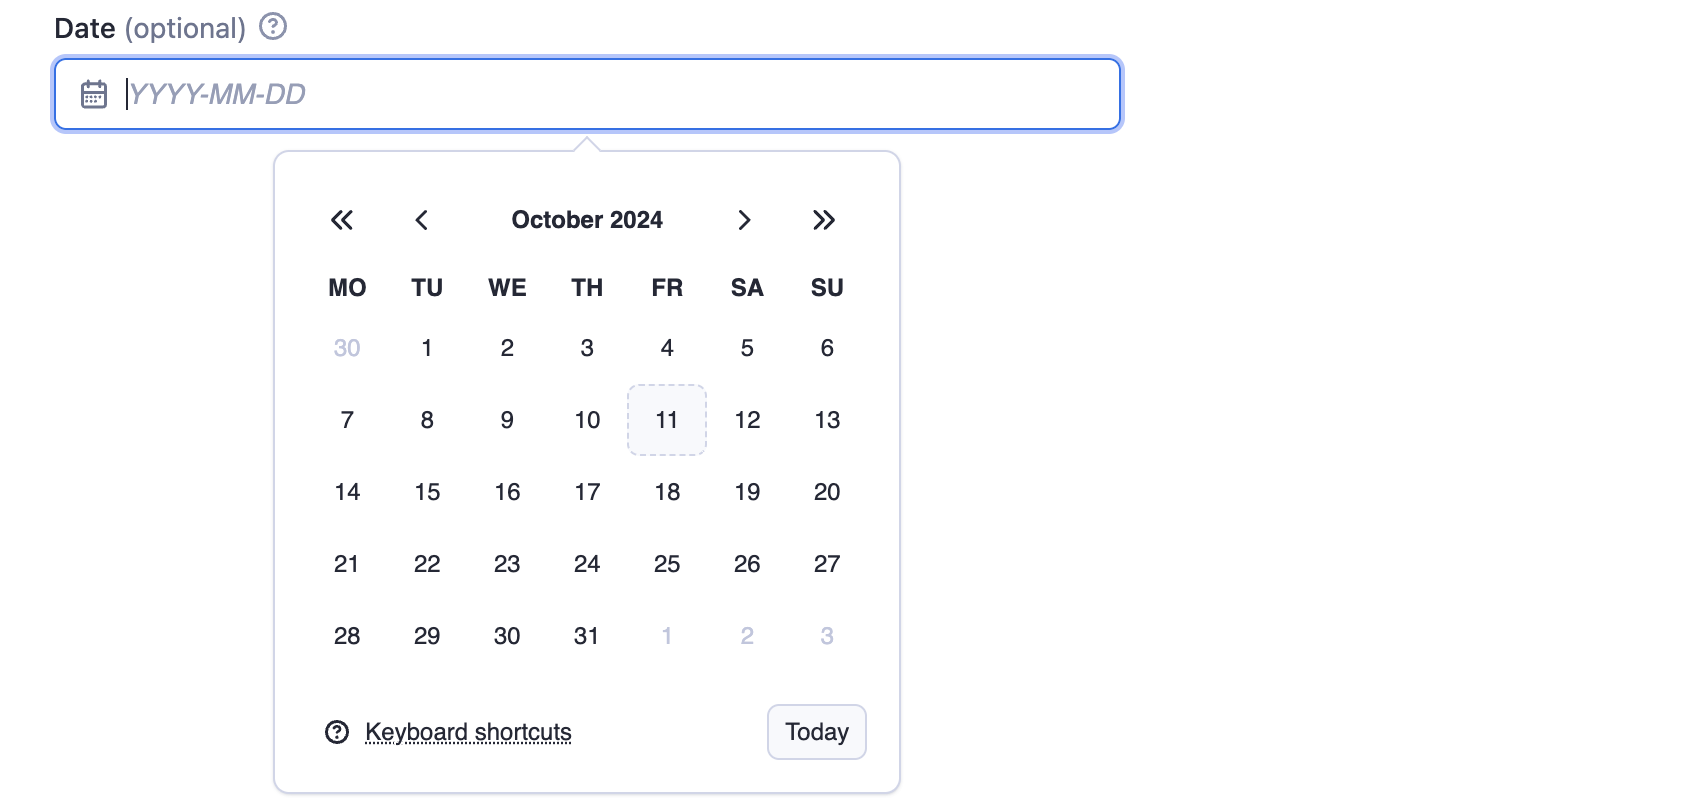 Date (optional)
YYYY-MM-DD
October 2024
MO TU WE TH FR SA SU
30 1 2 3 4 5 6
7 8 9 10 11 12 13
14 15 16 17 18 19 20
21 22 23 24 25 26 27
28 29 30 31 1 2 3
Keyboard shortcuts Today